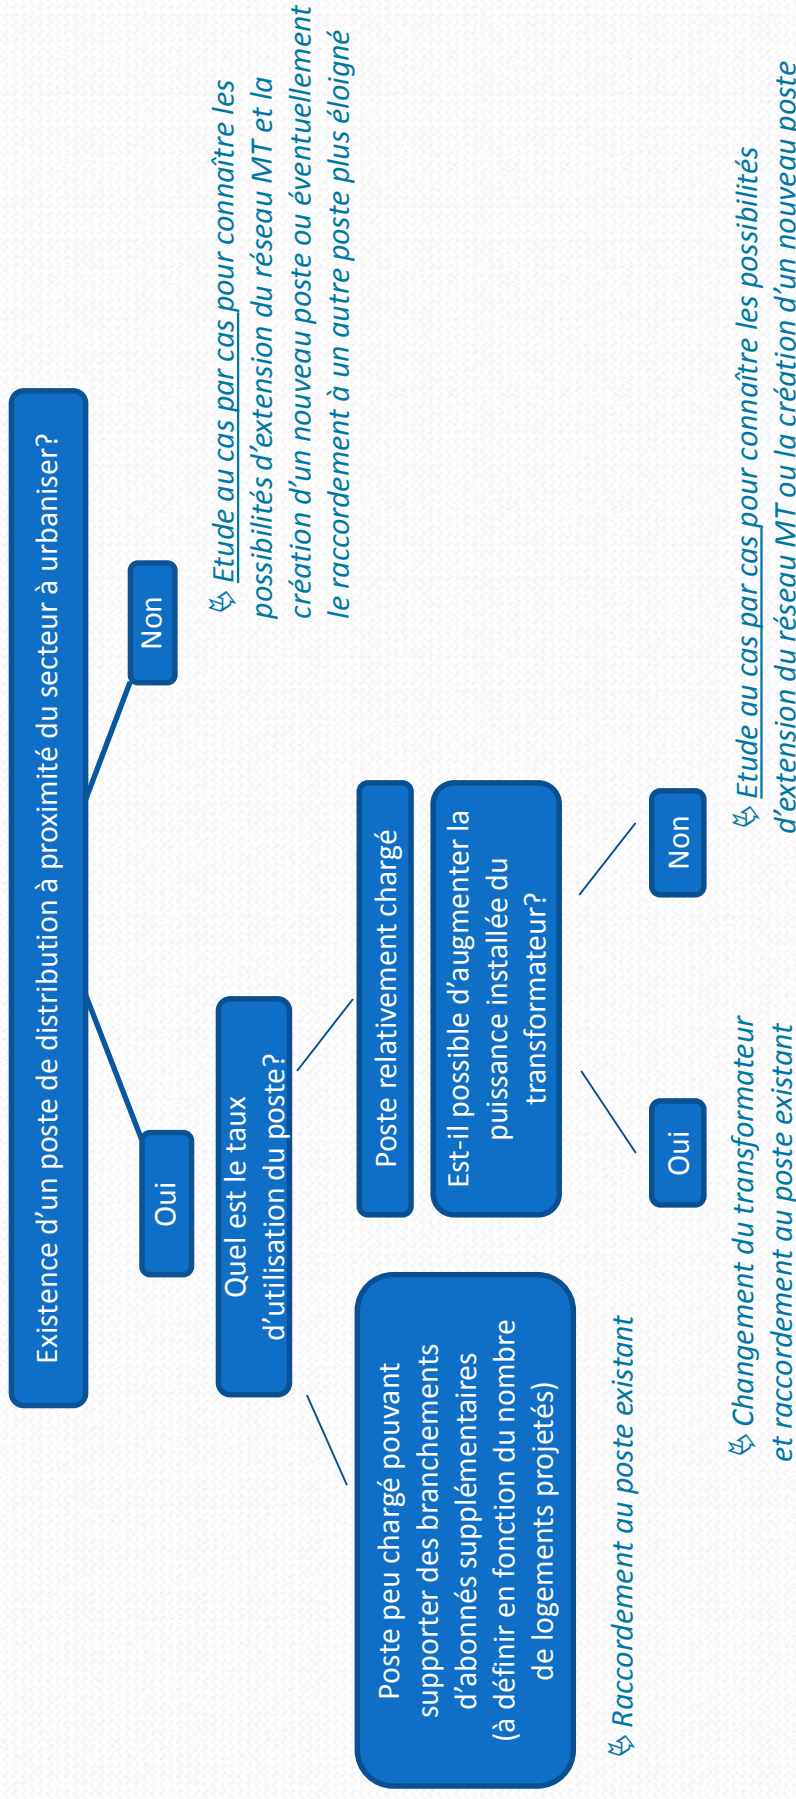 Existence d'un poste de distribution à proximité du secteur à urbaniser?
Oui
Non
Quel est le taux
d'utilisation du poste?
Etude au cas par cas pour connaître les
possibilités d'extension du réseau MT et la
création d'un nouveau poste ou éventuellement
le raccordement à un autre poste plus éloigné
Poste peu chargé pouvant
supporter des branchements
d'abonnés supplémentaires
(à définir en fonction du nombre
de logements projetés)
Poste relativement chargé
Est-il possible d'augmenter la
puissance installée du
transformateur?
Raccordement au poste existant
Oui
Non
Changement du transformateur
et raccordement au poste existant
Etude au cas par cas pour connaître les possibilités
d'extension du réseau MT ou la création d'un nouveau poste